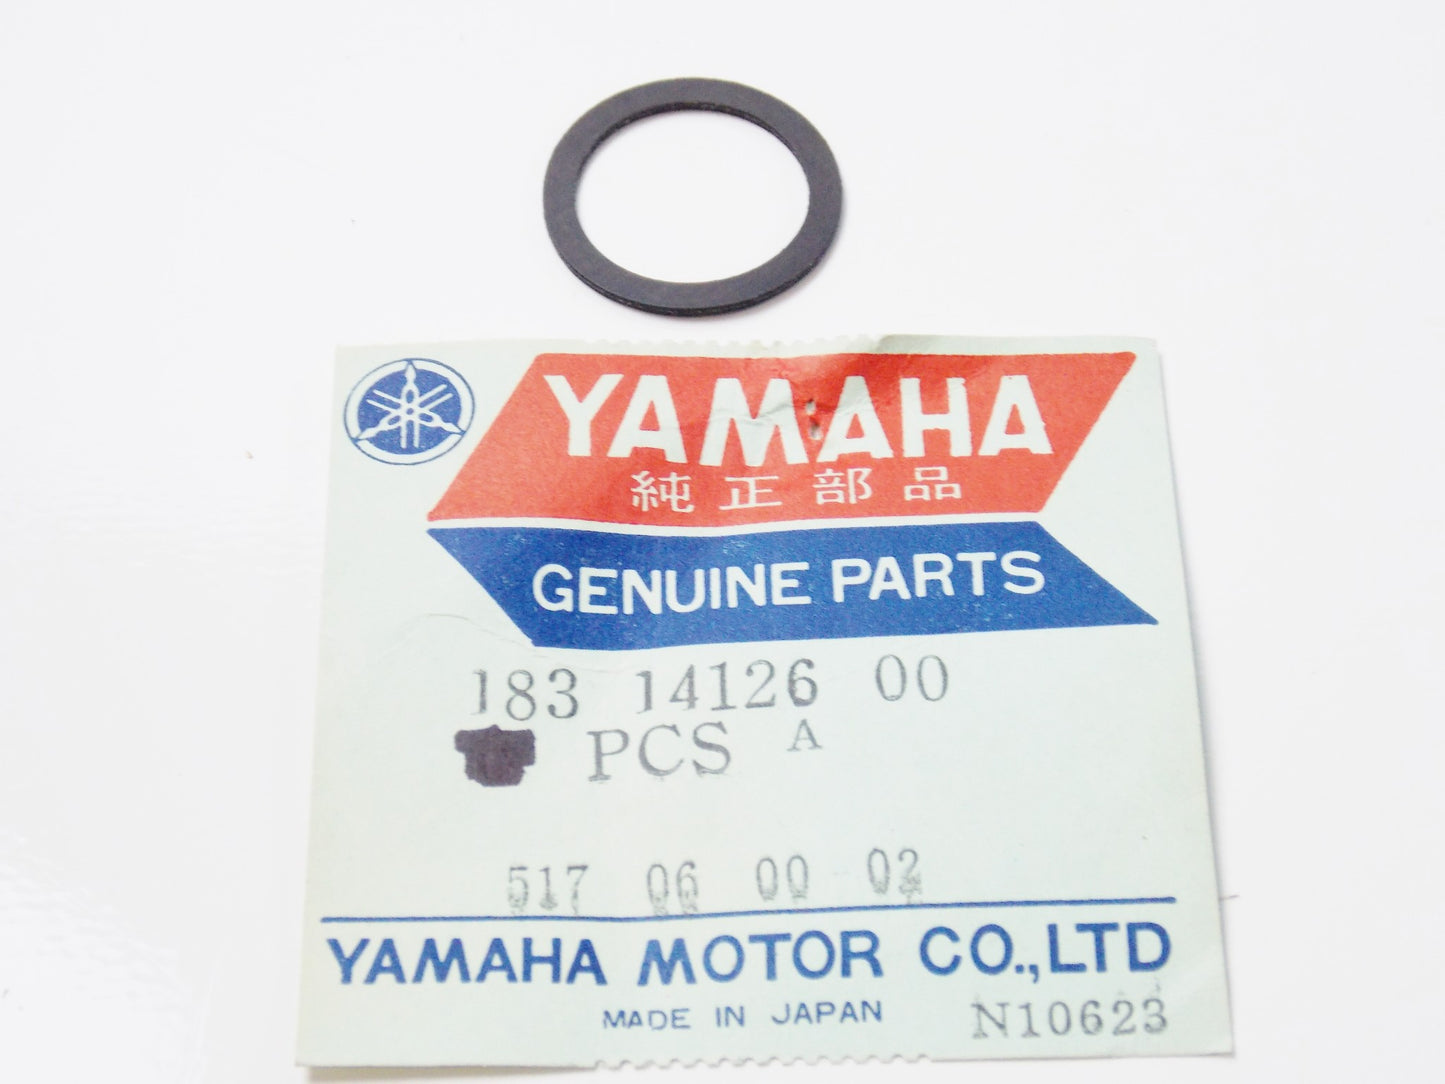 YAMAHA
純正部品
GENUINE PARTS
183 14126 00
PCS A
517 06 00 02
YAMAHA MOTOR CO.,LTD
MADE IN JAPAN N10623